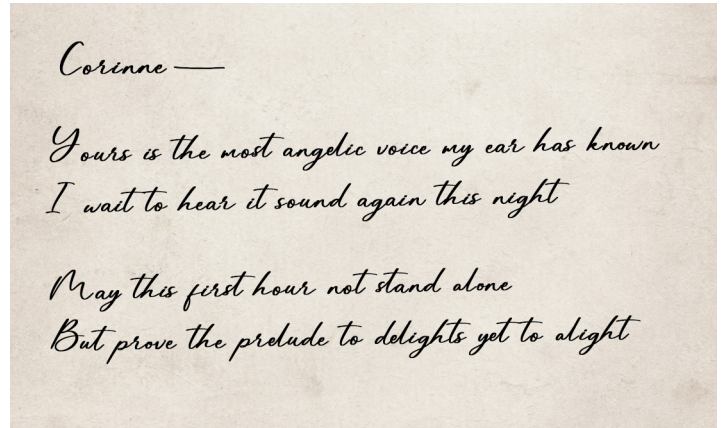 Corinne —
Yours is the most angelic voice my ear has known
I wait to hear it sound again this night
May this first hour not stand alone
But prove the prelude to delights yet to alight